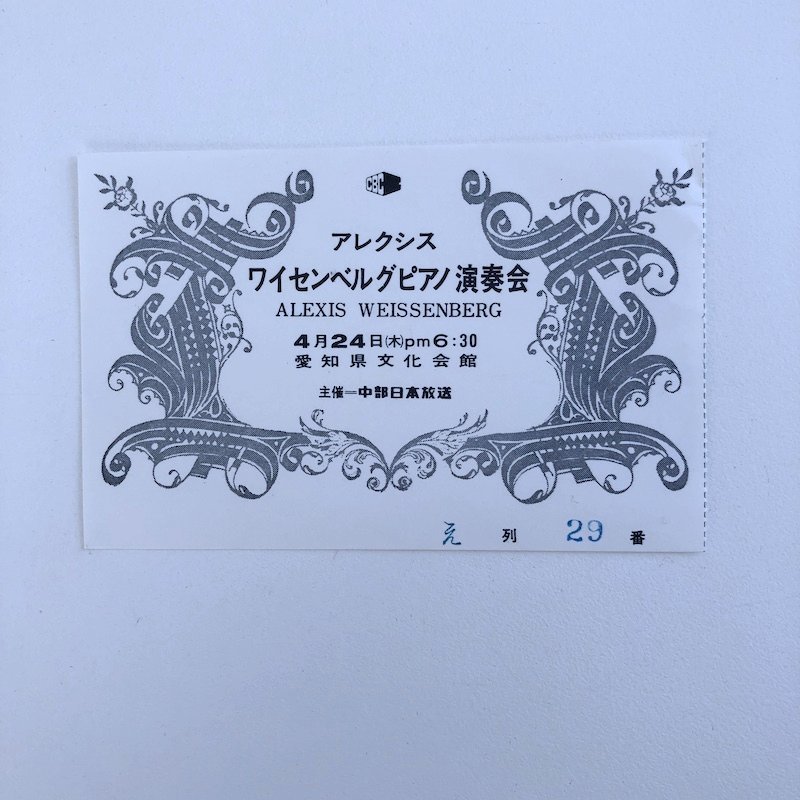 CBC
アレクシス
ワイセンベルグピアノ演奏会
ALEXIS WEISSENBERG
4月24日(木)pm6:30
愛知県文化会館
主催=中部日本放送
え 列 29 番